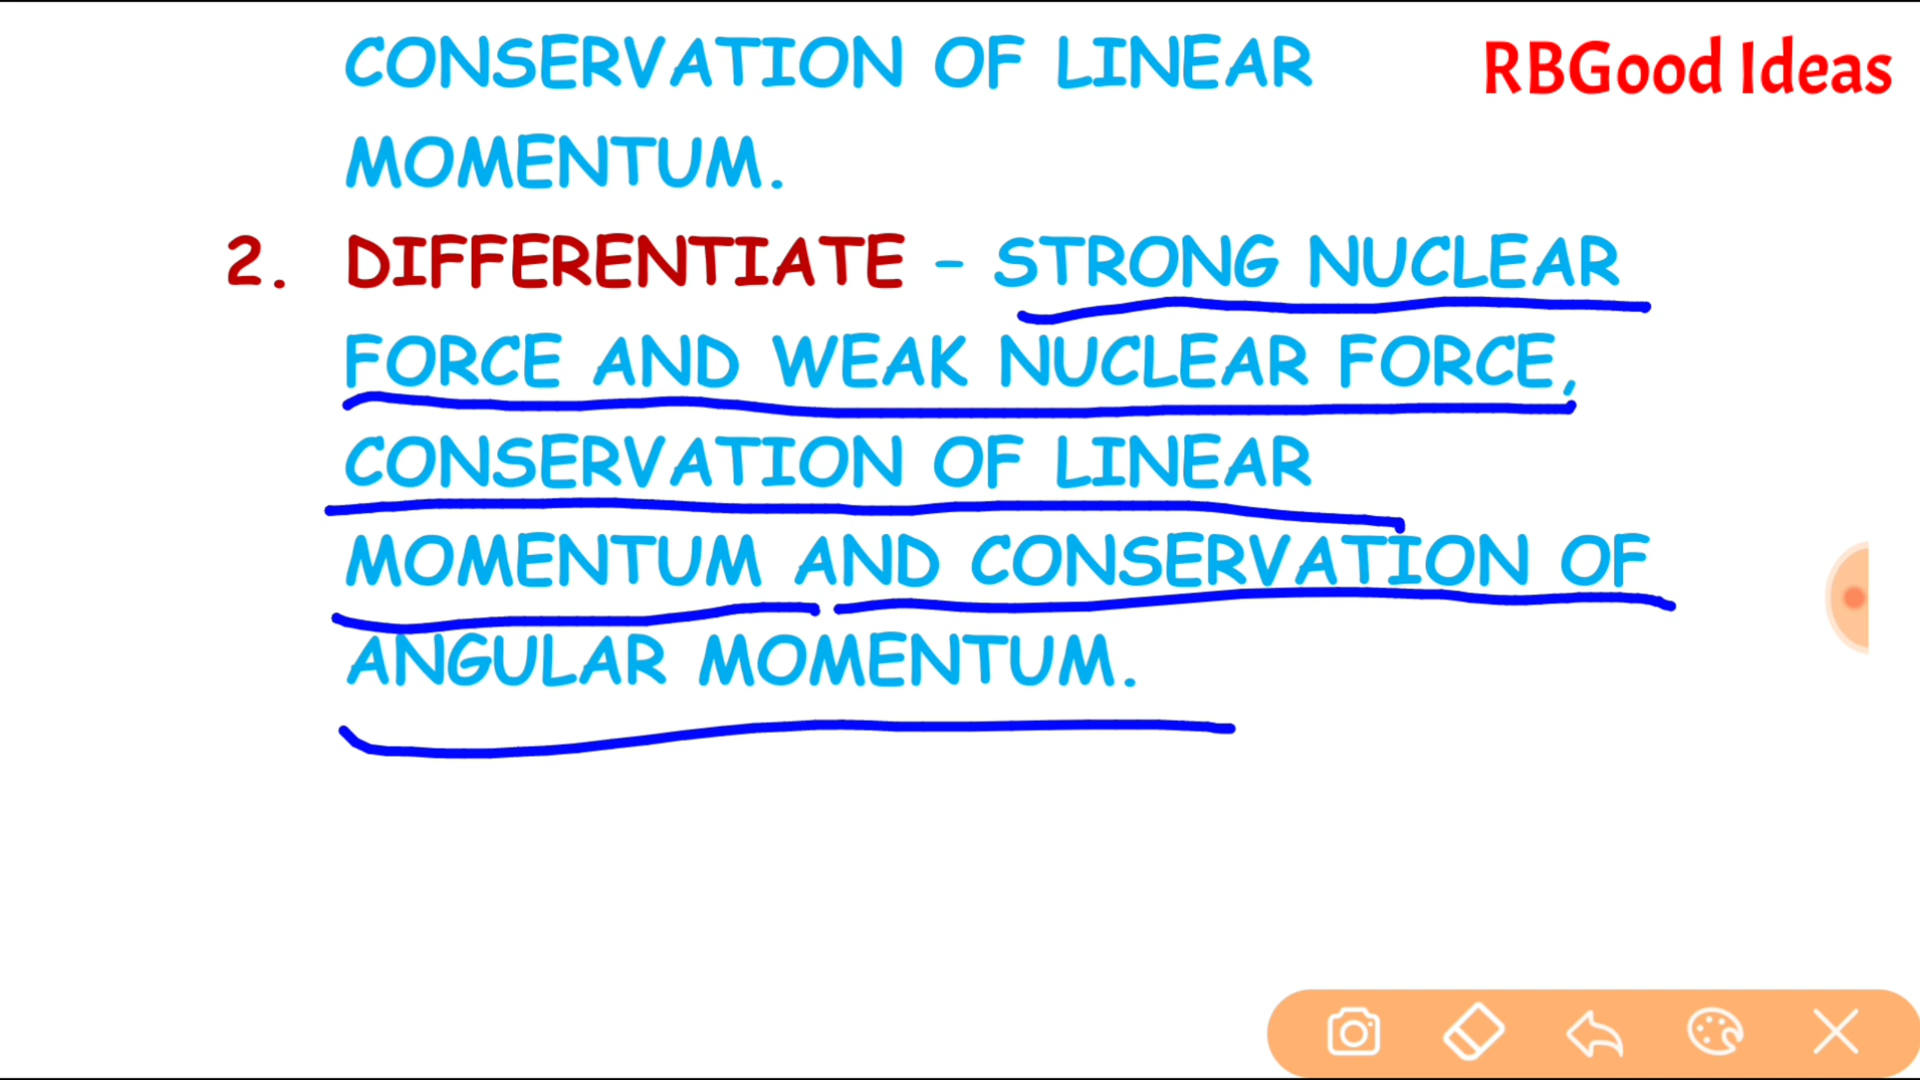 CONSERVATION OF LINEAR
RBGood Ideas
MOMENTUM.
2. DIFFERENTIATE - STRONG NUCLEAR
FORCE AND WEAK NUCLEAR FORCE,
CONSERVATION OF LINEAR
MOMENTUM AND CONSERVATION OF
ANGULAR MOMENTUM.